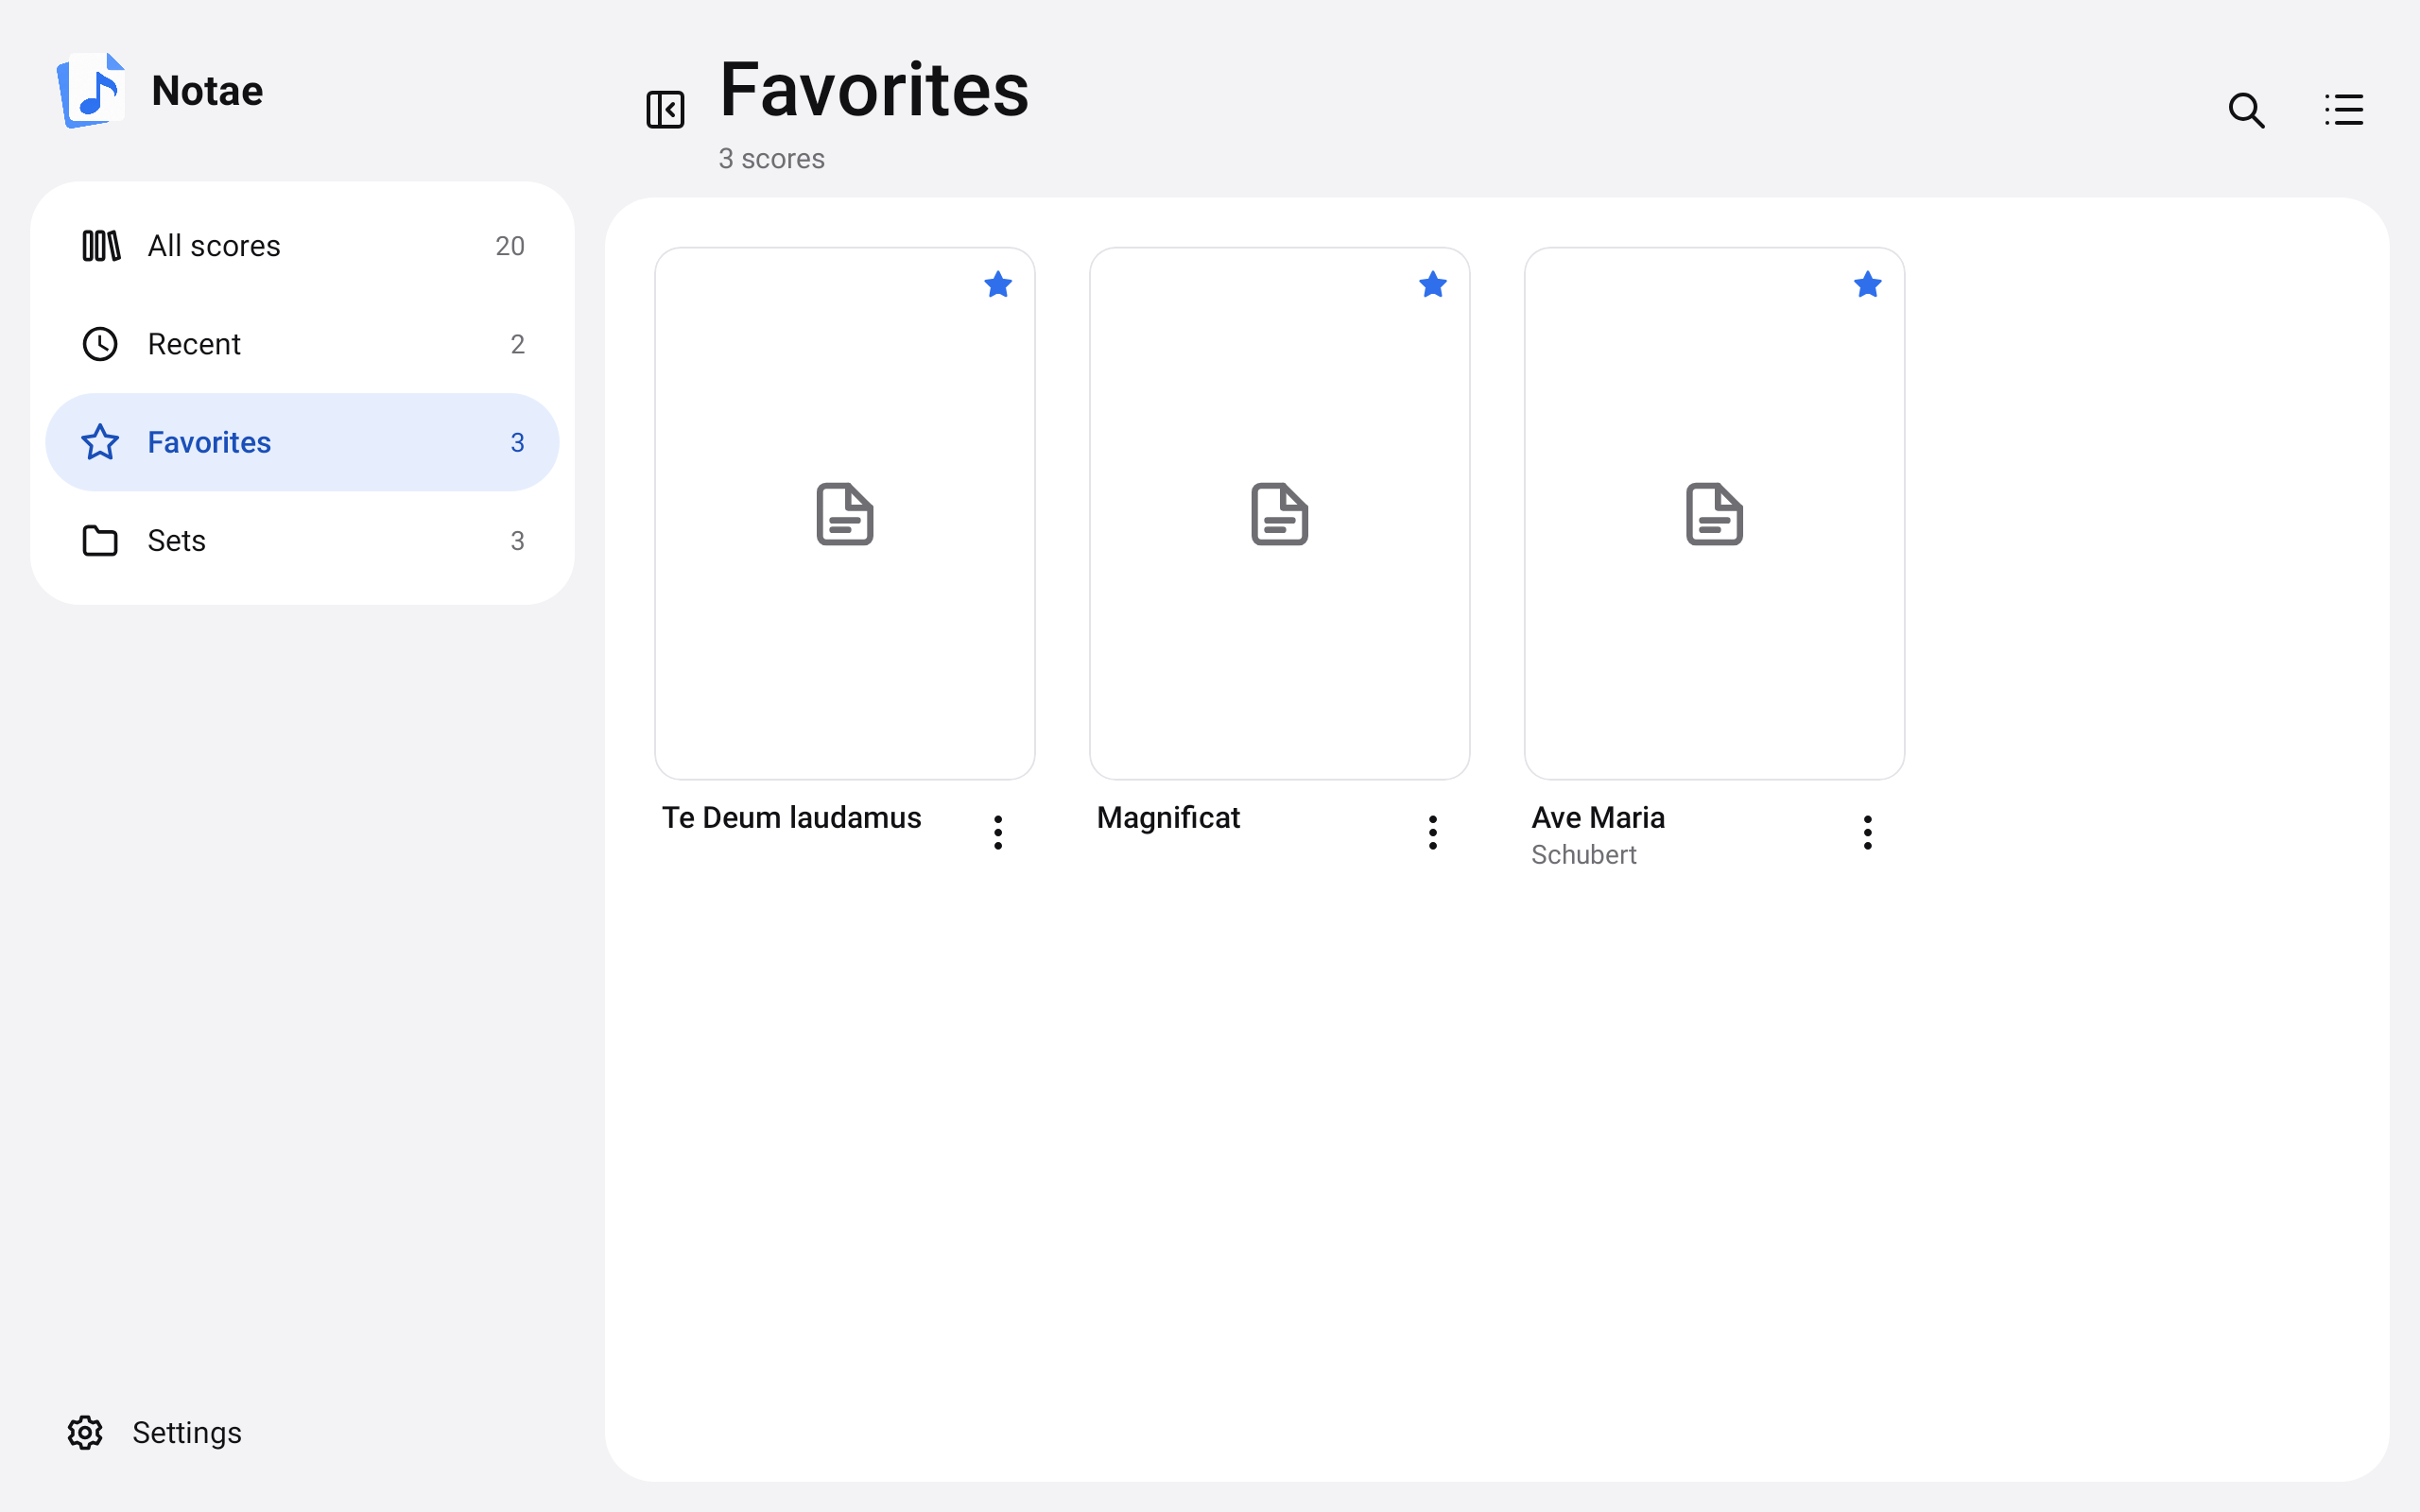 Notae
All scores 20
Recent 2
Favorites 3
Sets 3
Settings
Favorites
3 scores
Te Deum laudamus
Magnificat
Ave Maria
Schubert